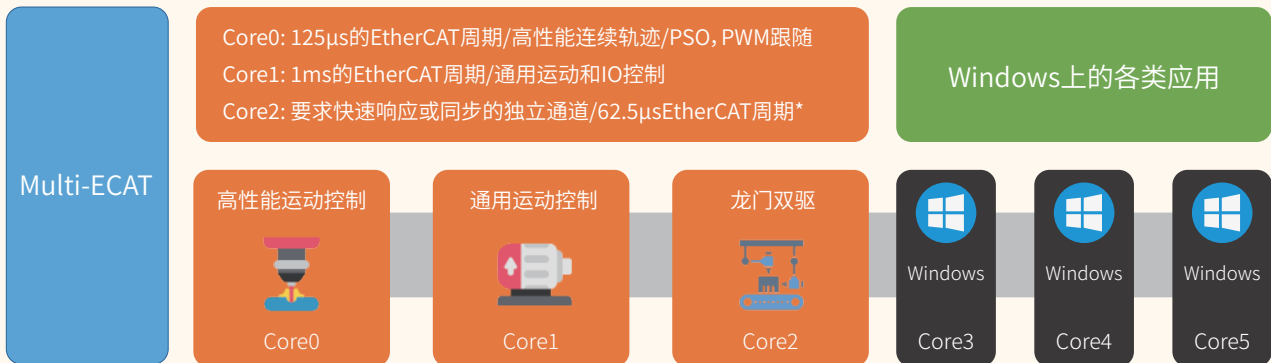 Multi-ECAT
Core0: 125μs的EtherCAT周期/高性能连续轨迹/PSO, PWM跟随
Core1: 1ms的EtherCAT周期/通用运动和IO控制
Core2: 要求快速响应或同步的独立通道/62.5μsEtherCAT周期*
Windows上的各类应用
高性能运动控制
Core0
通用运动控制
Core1
龙门双驱
Core2
Windows
Core3
Windows
Core4
Windows
Core5